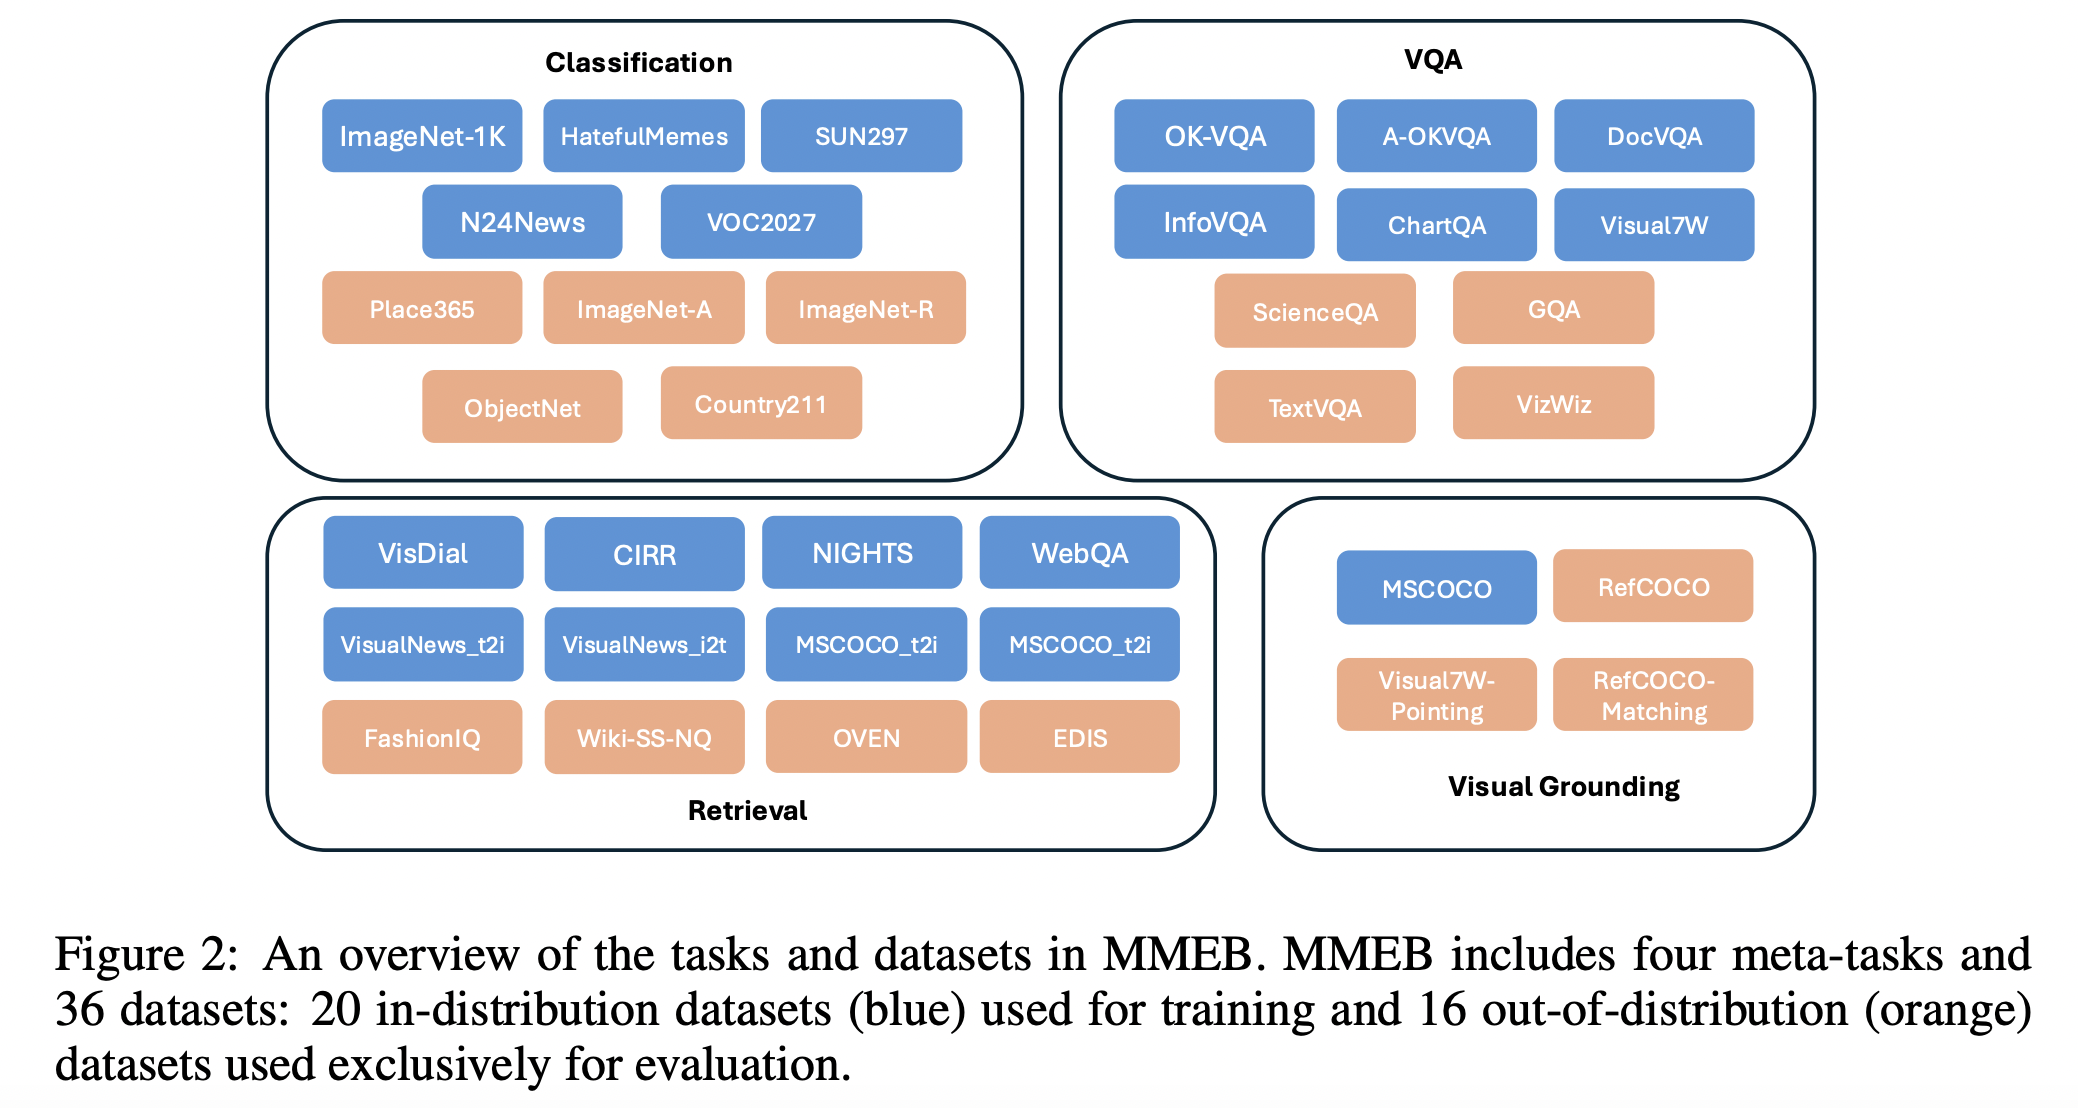 Classification
ImageNet-1K HatefulMemes SUN297
N24News VOC2027
Place365 ImageNet-A ImageNet-R
ObjectNet Country211
VQA
OK-VQA A-OKVQA DocVQA
InfoVQA ChartQA Visual7W
ScienceQA GQA
TextVQA VizWiz
VisDial CIRR NIGHTS WebQA
VisualNews_t2i VisualNews_i2t MSCOCO_t2i MSCOCO_t2i
FashionIQ Wiki-SS-NQ OVEN EDIS
Retrieval
MSCOCO RefCOCO
Visual7W-
Pointing
RefCOCO-
Matching
Visual Grounding
Figure 2: An overview of the tasks and datasets in MMEB. MMEB includes four meta-tasks and
36 datasets: 20 in-distribution datasets (blue) used for training and 16 out-of-distribution (orange)
datasets used exclusively for evaluation.